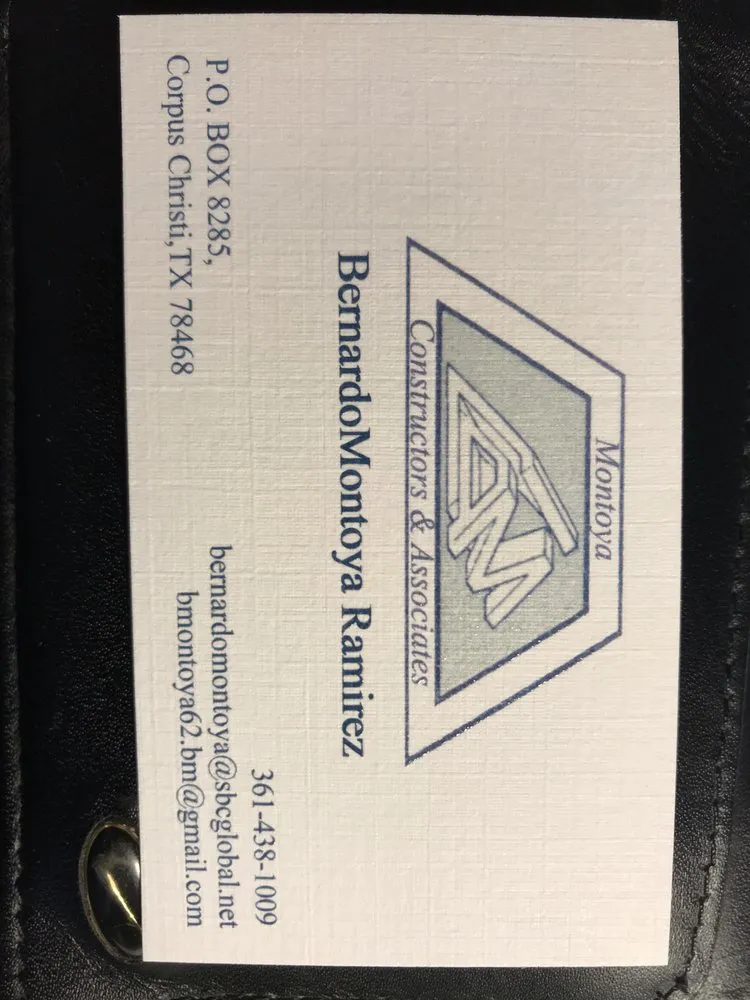 Montoya
Constructors & Associates
BernardoMontoya Ramirez
361-438-1009
P.O. BOX 8285,
bernardomontoya@sbcglobal.net
Corpus Christi,TX 78468
bmontoya62.bm@gmail.com